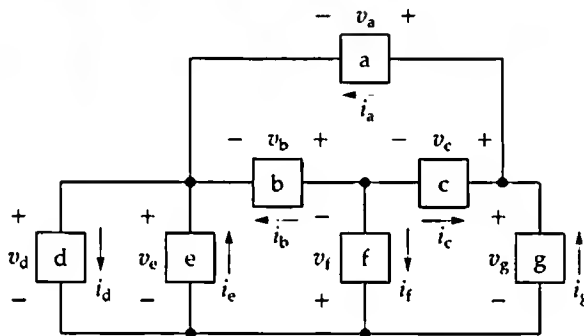 − v_a +
a
i_a
− v_b + − v_c +
b c
i_b i_c
+ + − +
v_d d i_d v_e e i_e v_f f i_f v_g g i_g
− − + −